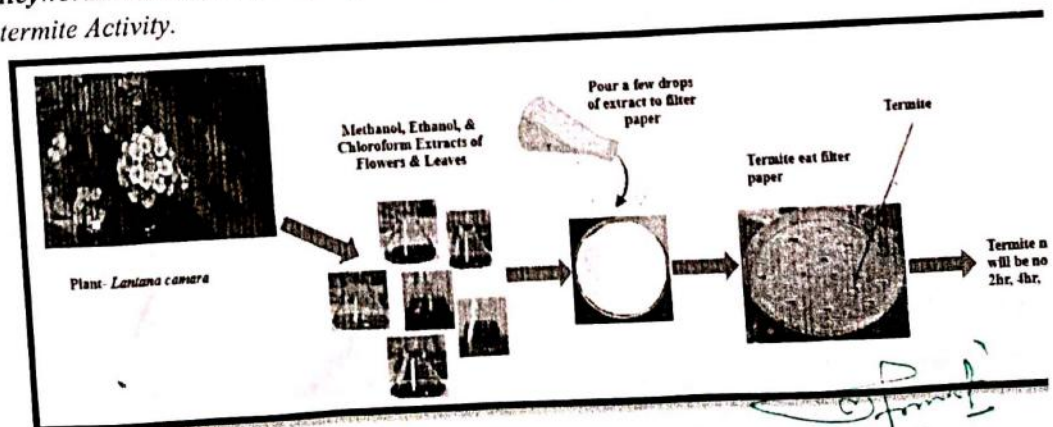 termite Activity.
Pour a few drops
of extract to filter
paper
Termite
Methanol, Ethanol, &
Chloroform Extracts of
Flowers & Leaves
Termite eat filter
paper
Plant- Lantana camara
Termite n
will be no
2hr, 4hr,